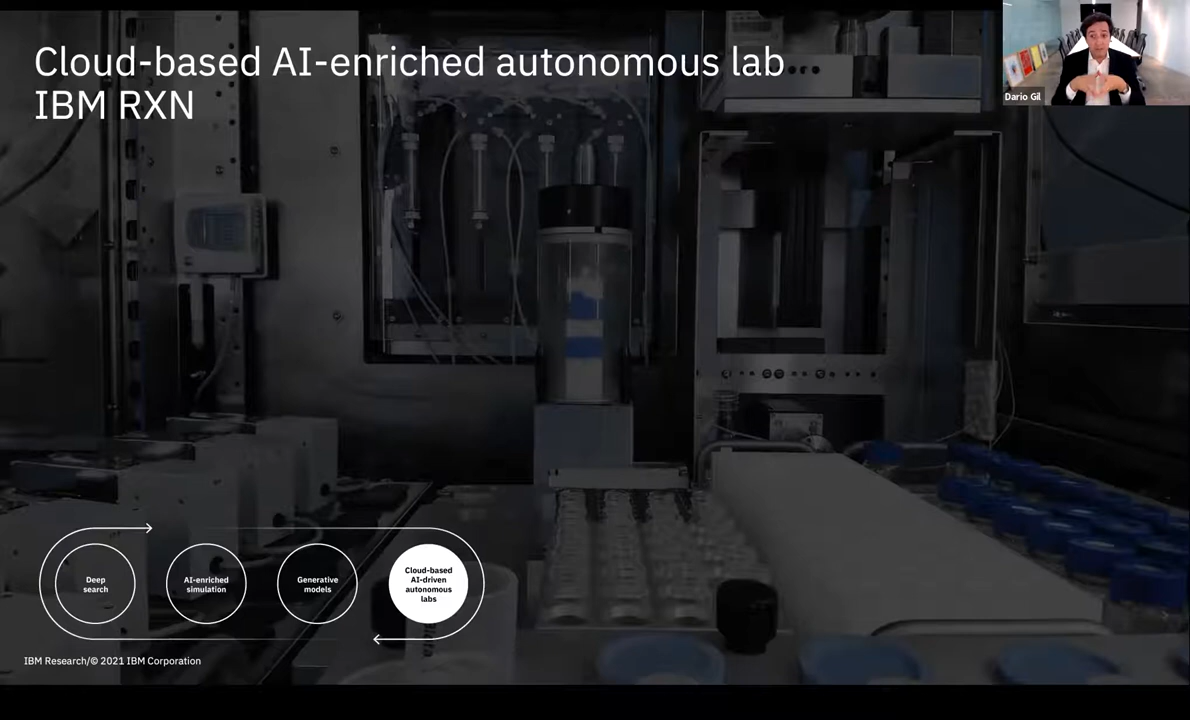 Cloud-based AI-enriched autonomous lab
IBM RXN
Dario Gil
Deep
search
AI-enriched
simulation
Generative
models
Cloud-based
AI-driven
autonomous
labs
IBM Research/© 2021 IBM Corporation